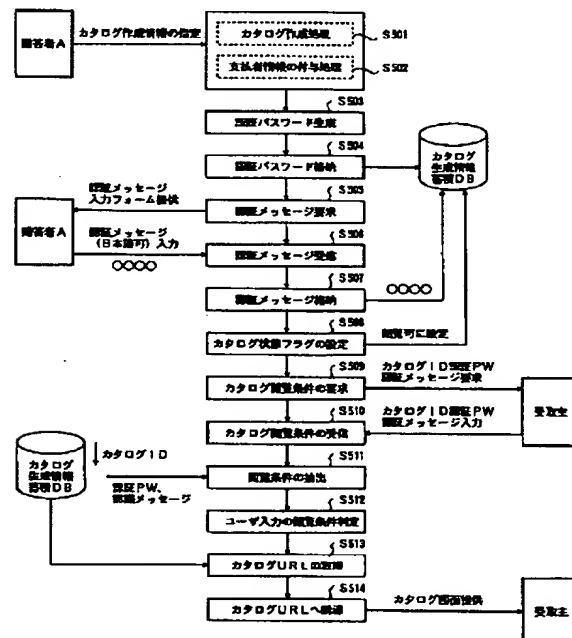 カタログ作成情報の指定
贈答者A
カタログ作成処理
S501
支払者情報の付与処理
S502
S503
認証パスワード生成
S504
認証パスワード格納
カタログ
生成情報
蓄積DB
S505
認証メッセージ
入力フォーム提供
認証メッセージ要求
贈答者A
認証メッセージ
(日本語可)入力
○○○○
S506
認証メッセージ受信
S507
認証メッセージ格納
○○○○
S508
カタログ状態フラグの設定
閲覧可に設定
S509
カタログ閲覧条件の要求
カタログID認証PW
認証メッセージ要求
S510
カタログ閲覧条件の受信
カタログID認証PW
認証メッセージ入力
受取主
カタログ
生成情報
蓄積DB
カタログID
認証PW、
認証メッセージ
S511
閲覧条件の抽出
S512
ユーザ入力の閲覧条件判定
S513
カタログURLの取得
S514
カタログURLへ誘導
カタログ画面提供
受取主